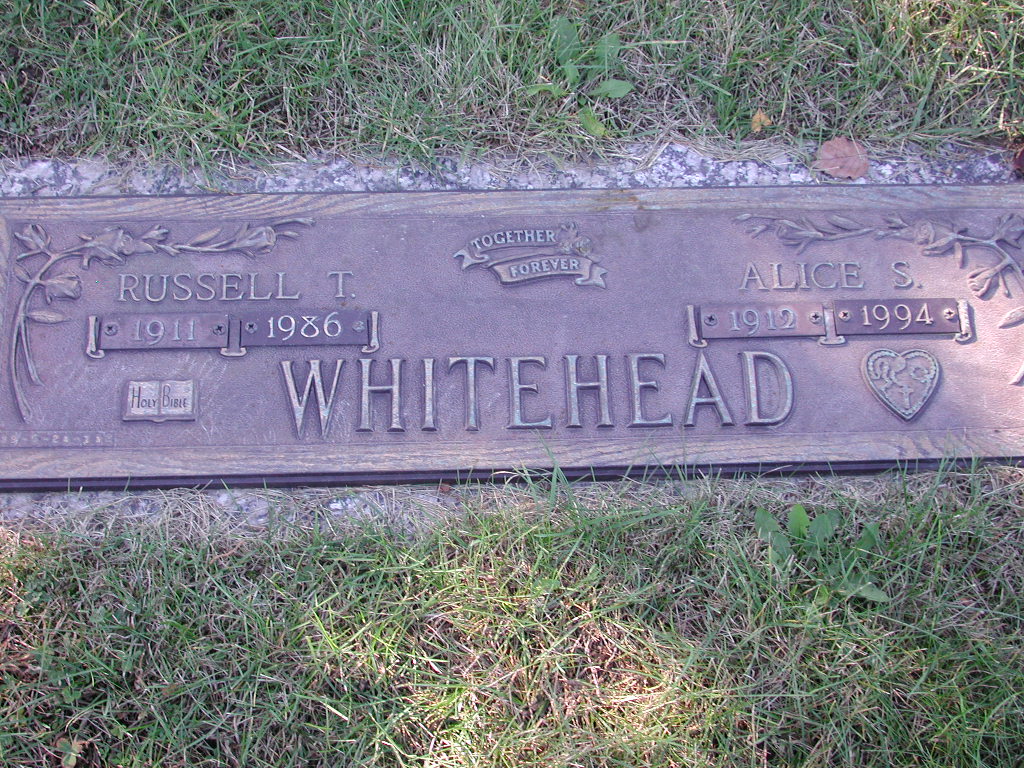 TOGETHER
FOREVER
RUSSELL T.
1911 1986
ALICE S.
1912 1994
WHITEHEAD
HOLY BIBLE